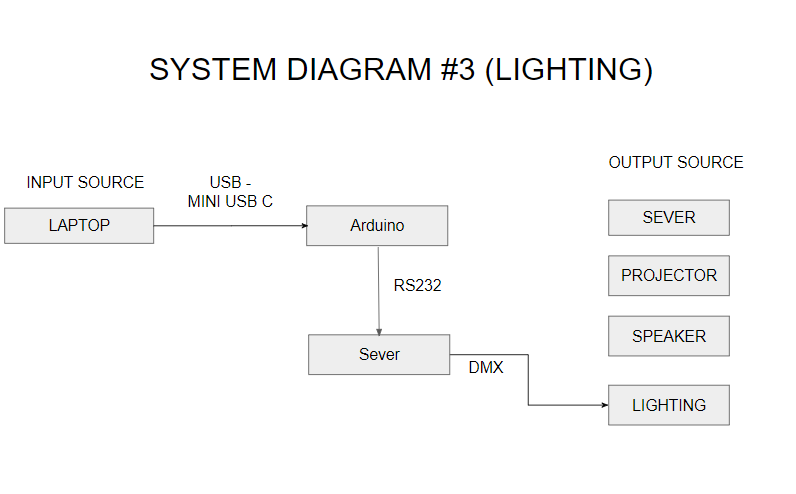 SYSTEM DIAGRAM #3 (LIGHTING)
INPUT SOURCE
USB -
MINI USB C
OUTPUT SOURCE
LAPTOP
Arduino
SEVER
RS232
PROJECTOR
SPEAKER
Sever
DMX
LIGHTING